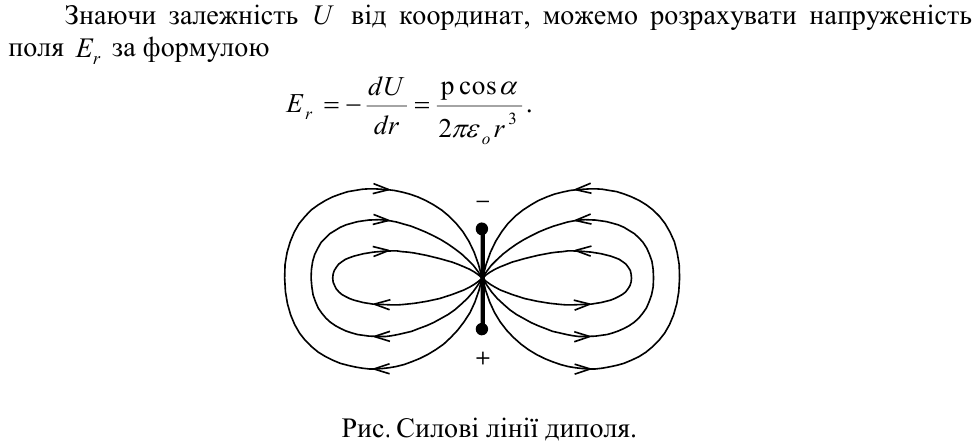 Знаючи залежність U від координат, можемо розрахувати напруженість
поля E_r за формулою
E_r = − dU/dr = p cos α / 2πε_o r³ .
−
+
Рис. Силові лінії диполя.